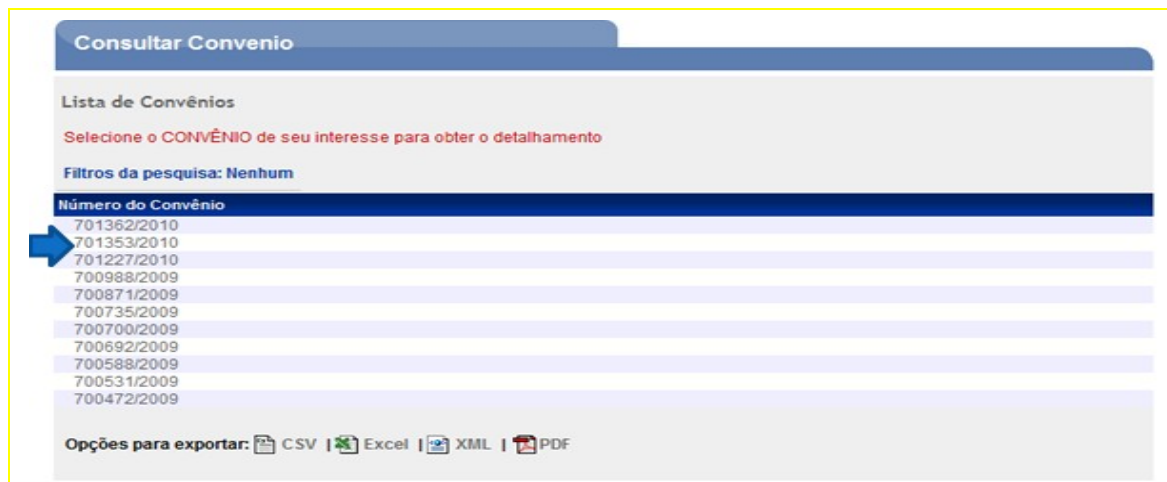 Consultar Convenio
Lista de Convênios
Selecione o CONVÊNIO de seu interesse para obter o detalhamento
Filtros da pesquisa: Nenhum
Número do Convênio
701362/2010
701353/2010
701227/2010
700988/2009
700871/2009
700735/2009
700700/2009
700692/2009
700588/2009
700531/2009
700472/2009
Opções para exportar: CSV | Excel | XML | PDF